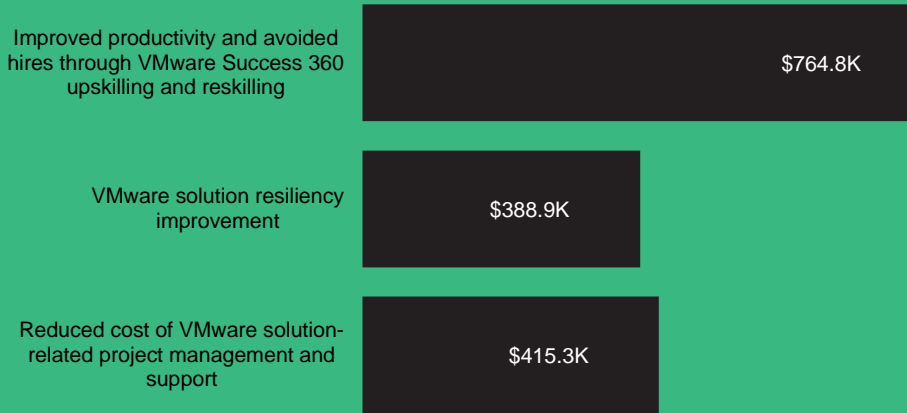 Improved productivity and avoided
hires through VMware Success 360
upskilling and reskilling
$764.8K
VMware solution resiliency
improvement
$388.9K
Reduced cost of VMware solution-
related project management and
support
$415.3K